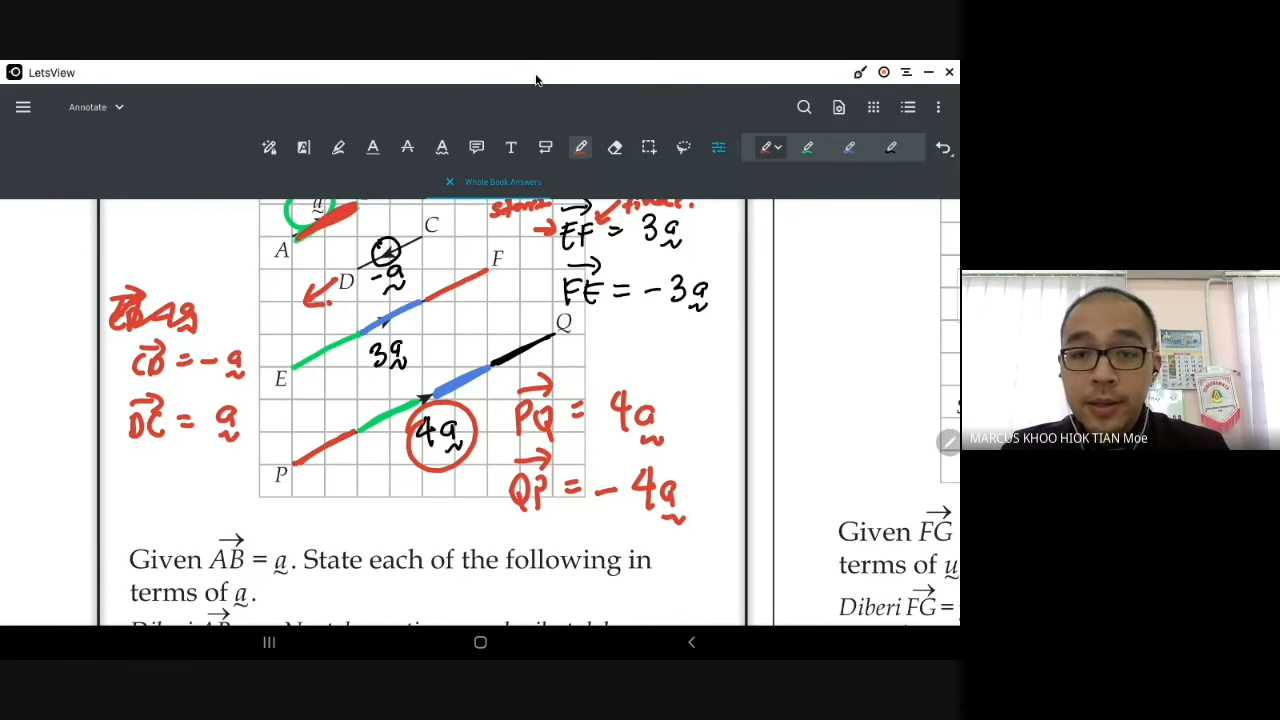 LetsView
Annotate
Whole Book Answers
a
start
A
C
EF = 3a
D
-a
F
FE = - 3a
CD = - a
3a
Q
E
DC = a
PQ = 4a
4a
P
QP = - 4a
MARCUS KHOO HIOK TIAN Moe
Given AB = a. State each of the following in
terms of a.
Given FG
terms of u
Diberi FG =